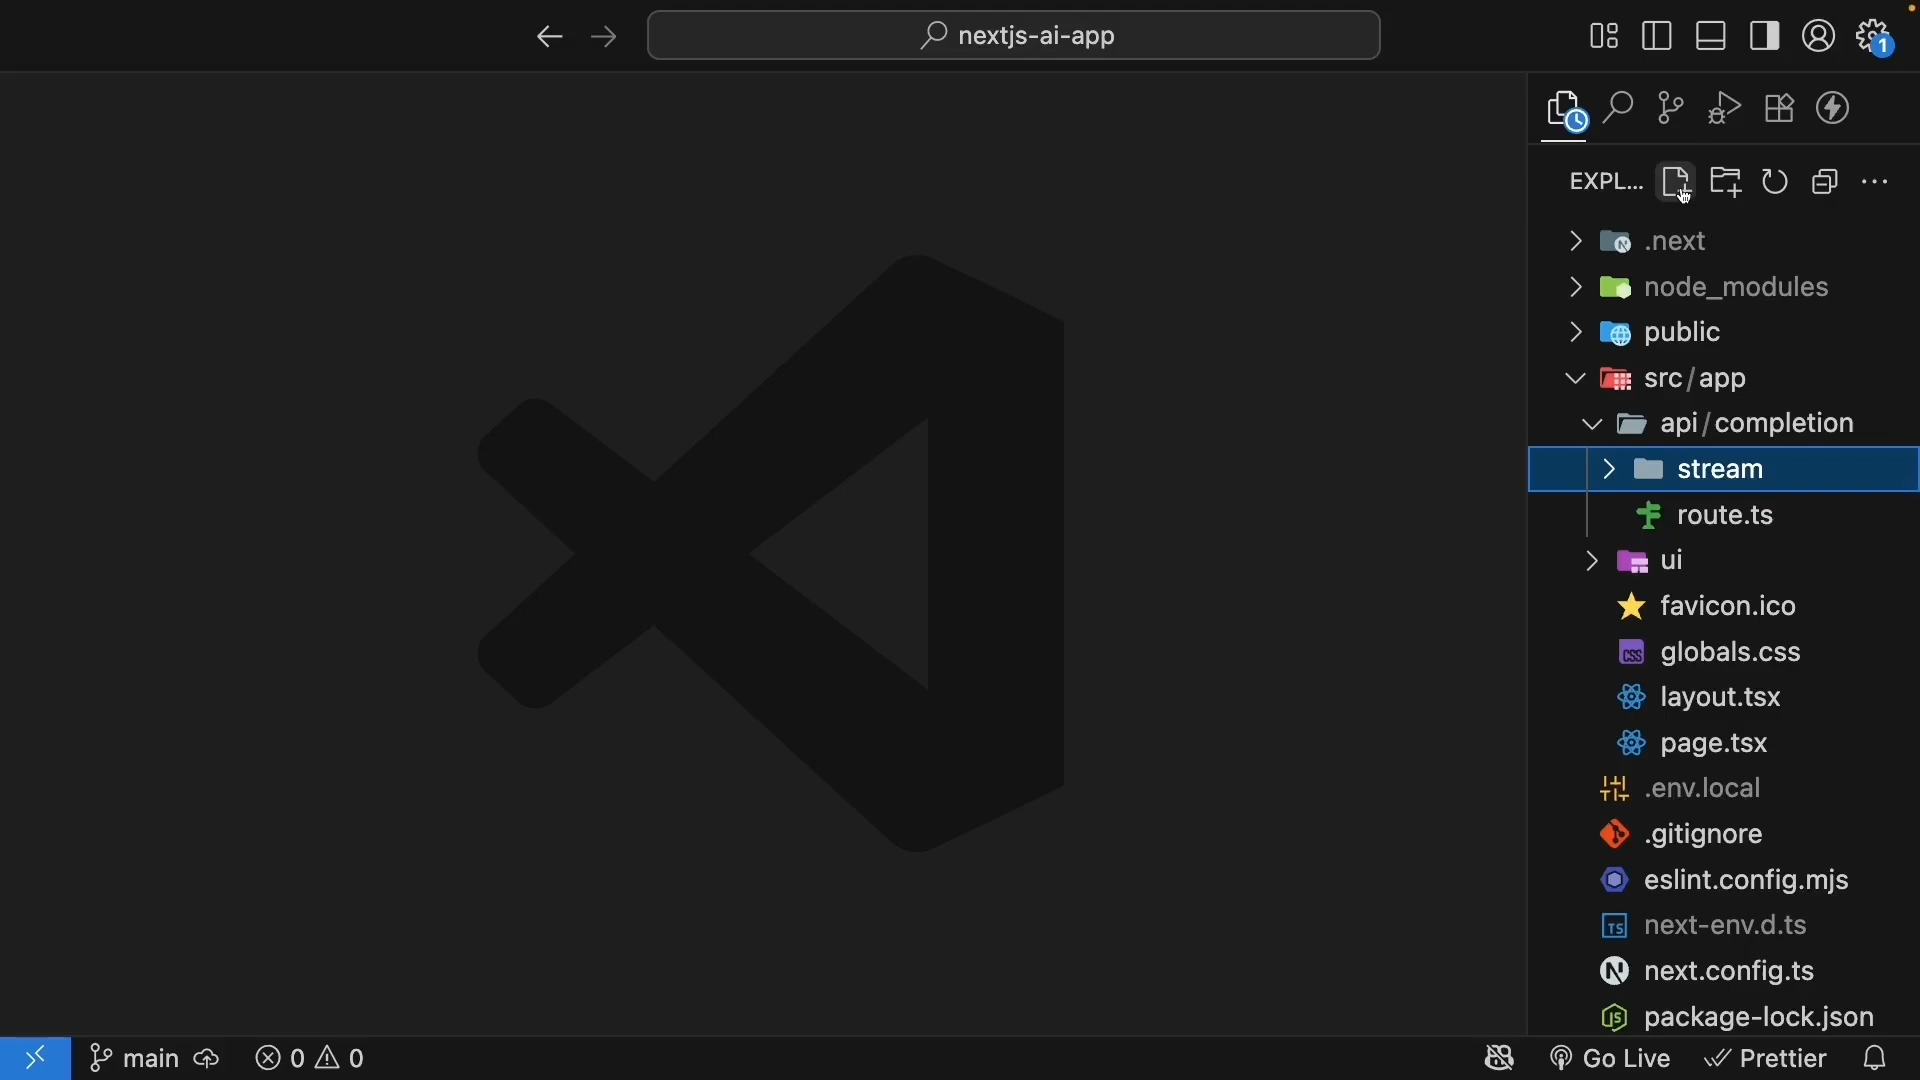 nextjs-ai-app
1
EXPL...
.next
node_modules
public
src/app
api/completion
stream
route.ts
ui
favicon.ico
globals.css
layout.tsx
page.tsx
.env.local
.gitignore
eslint.config.mjs
next-env.d.ts
next.config.ts
package-lock.json
main 0 0 Go Live Prettier